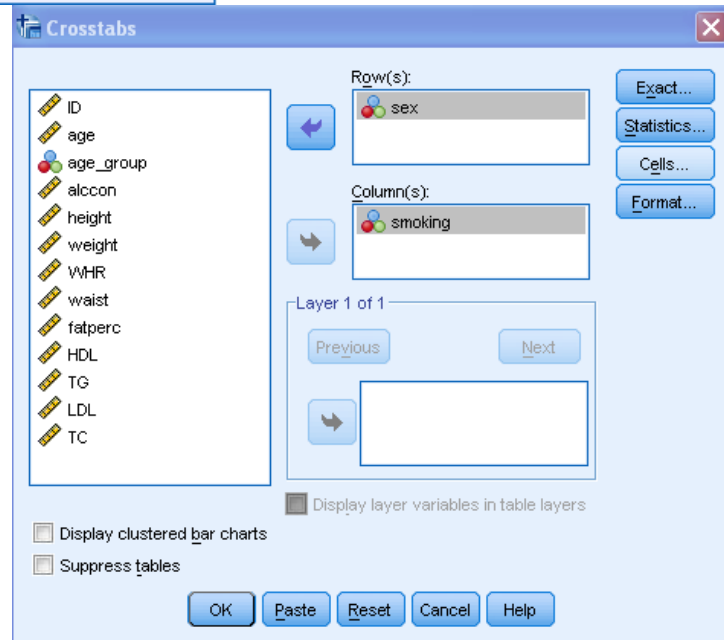 Crosstabs
ID
age
age_group
alccon
height
weight
WHR
waist
fatperc
HDL
TG
LDL
TC
Row(s):
sex
Column(s):
smoking
Layer 1 of 1
Previous
Next
Display layer variables in table layers
Exact...
Statistics...
Cells...
Format...
Display clustered bar charts
Suppress tables
OK
Paste
Reset
Cancel
Help